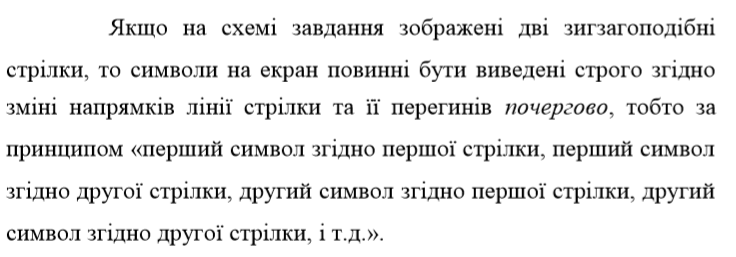 Якщо на схемі завдання зображені дві зигзагоподібні
стрілки, то символи на екран повинні бути виведені строго згідно
зміні напрямків лінії стрілки та її перегинів почергово, тобто за
принципом «перший символ згідно першої стрілки, перший символ
згідно другої стрілки, другий символ згідно першої стрілки, другий
символ згідно другої стрілки, і т.д.».